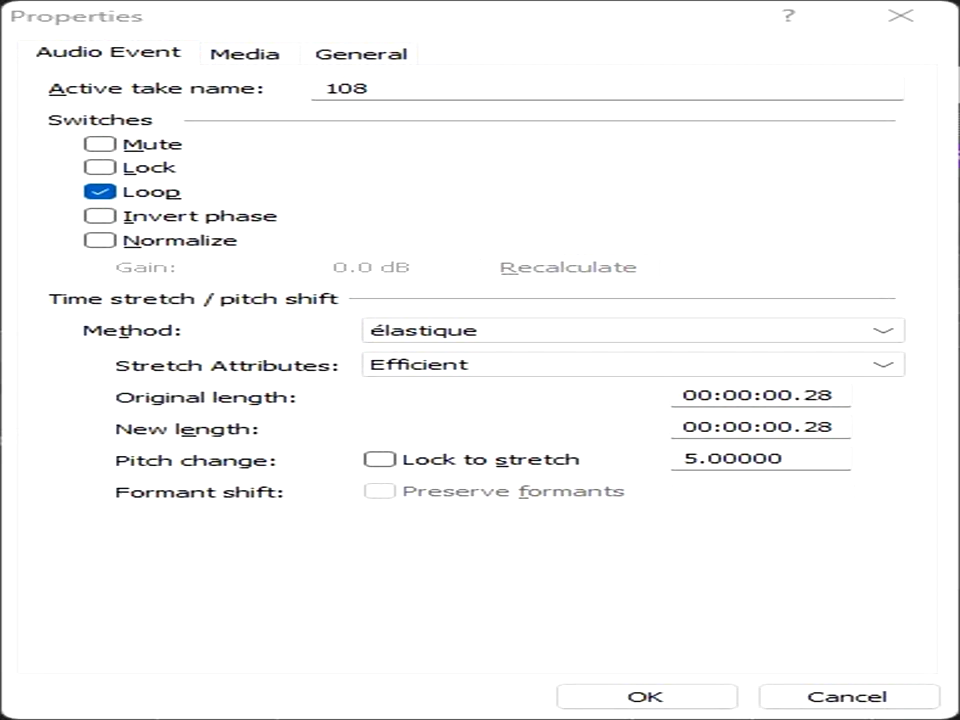 Properties ?
Audio Event Media General
Active take name: 108
Switches
Mute
Lock
Loop
Invert phase
Normalize
Gain: 0.0 dB Recalculate
Time stretch / pitch shift
Method: élastique
Stretch Attributes: Efficient
Original length: 00:00:00.28
New length: 00:00:00.28
Pitch change: Lock to stretch 5.00000
Formant shift: Preserve formants
OK Cancel